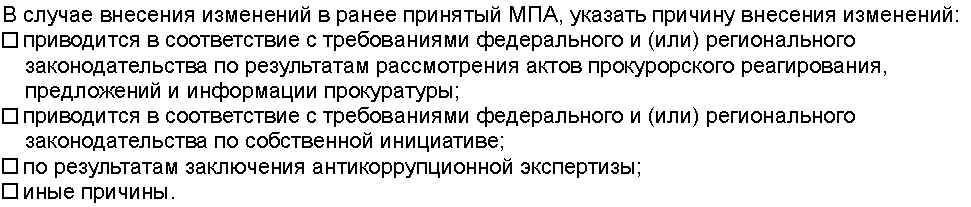 В случае внесения изменений в ранее принятый МПА, указать причину внесения изменений:
☐ приводится в соответствие с требованиями федерального и (или) регионального
законодательства по результатам рассмотрения актов прокурорского реагирования,
предложений и информации прокуратуры;
☐ приводится в соответствие с требованиями федерального и (или) регионального
законодательства по собственной инициативе;
☐ по результатам заключения антикоррупционной экспертизы;
☐ иные причины.